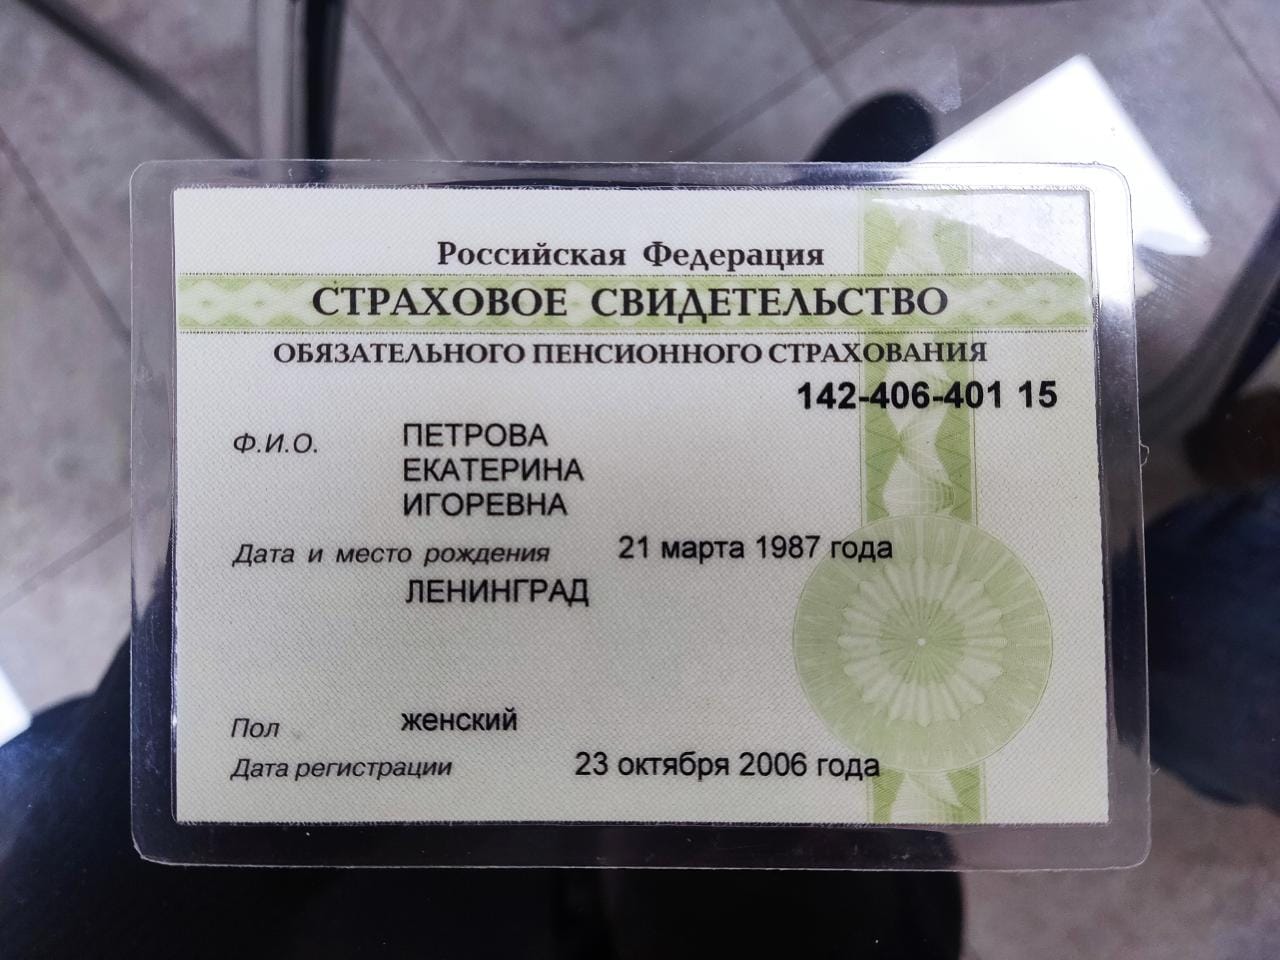 Российская Федерация
СТРАХОВОЕ СВИДЕТЕЛЬСТВО
ОБЯЗАТЕЛЬНОГО ПЕНСИОННОГО СТРАХОВАНИЯ
142-406-401 15
Ф.И.О. ПЕТРОВА
ЕКАТЕРИНА
ИГОРЕВНА
Дата и место рождения 21 марта 1987 года
ЛЕНИНГРАД
Пол женский
Дата регистрации 23 октября 2006 года